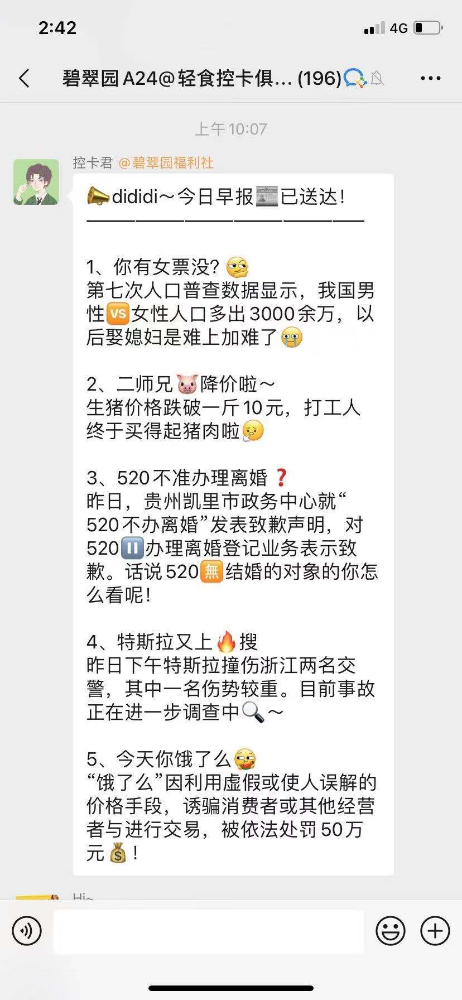 2:42
4G
碧翠园A24@轻食控卡俱... (196)
上午10:07
控卡君 @碧翠园福利社
📣dididi～今日早报📰已送达！
———————————————
1、你有女票没？🤔
第七次人口普查数据显示，我国男
性🆚女性人口多出3000余万，以
后娶媳妇是难上加难了😭
2、二师兄🐷降价啦～
生猪价格跌破一斤10元，打工人
终于买得起猪肉啦😮‍💨
3、520不准办理离婚❓
昨日，贵州凯里市政务中心就“
520不办离婚”发表致歉声明，对
520⏸办理离婚登记业务表示致
歉。话说520🈚结婚的对象的你怎
么看呢！
4、特斯拉又上🔥搜
昨日下午特斯拉撞伤浙江两名交
警，其中一名伤势较重。目前事故
正在进一步调查中🔍～
5、今天你饿了么
“饿了么”因利用虚假或使人误解的
价格手段，诱骗消费者或其他经营
者与进行交易，被依法处罚50万
元💰！
Hi~